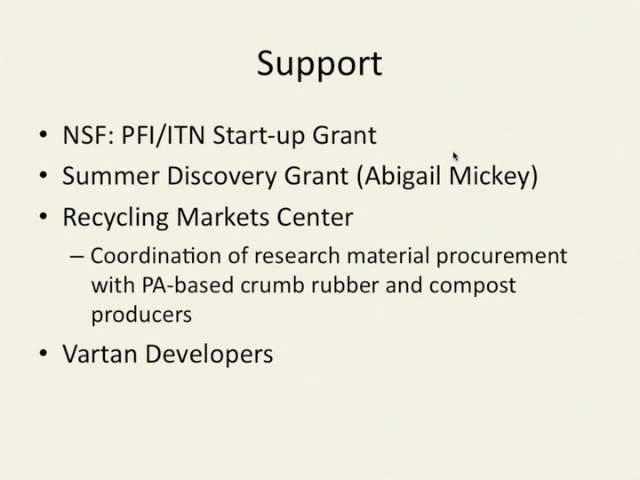 Support
• NSF: PFI/ITN Start-up Grant
• Summer Discovery Grant (Abigail Mickey)
• Recycling Markets Center
– Coordination of research material procurement
with PA-based crumb rubber and compost
producers
• Vartan Developers